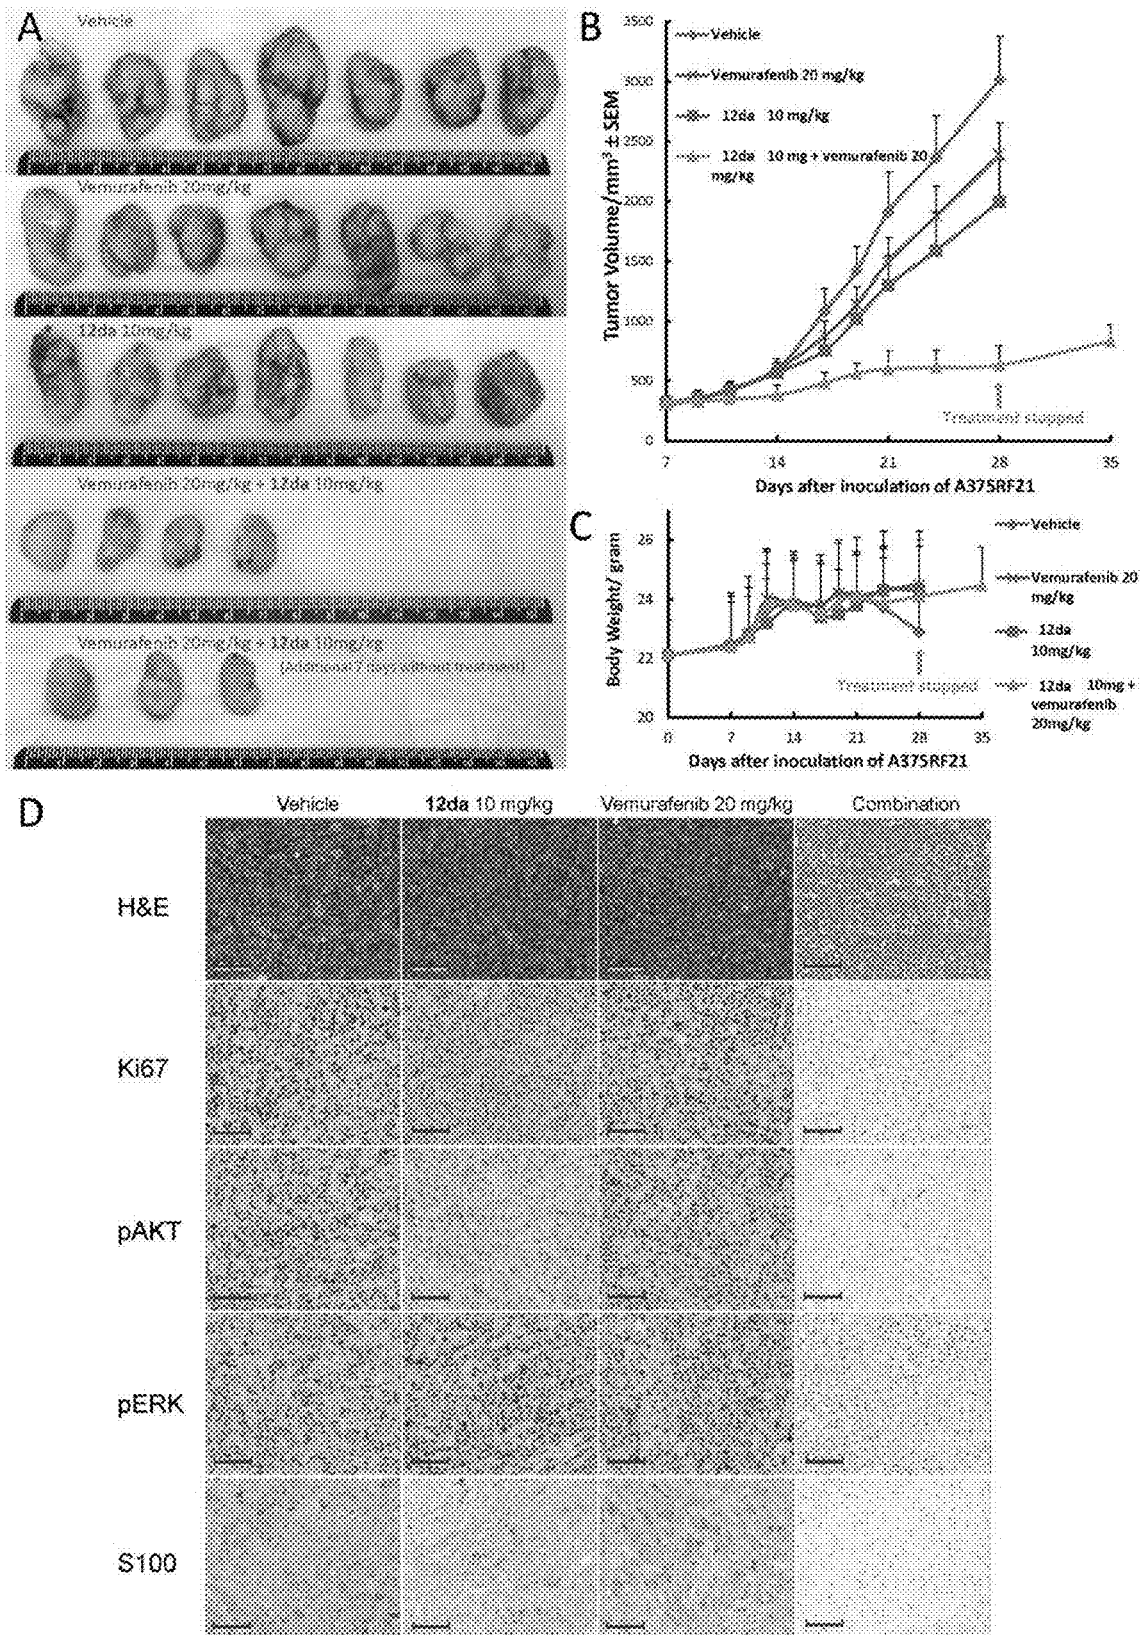 A
Vehicle
Vemurafenib 20mg/kg
12da 10mg/kg
Vemurafenib 20mg/kg + 12da 10mg/kg
Vemurafenib 20mg/kg + 12da 10mg/kg
(Additional 7 days without treatment)
B
Tumor Volume/mm³ ± SEM
3500
3000
2500
2000
1500
1000
500
0
Vehicle
Vemurafenib 20 mg/kg
12da 10 mg/kg
12da 10 mg + vemurafenib 20
mg/kg
Treatment stopped
7 14 21 28 35
Days after inoculation of A375RF21
C
Body Weight/ gram
26
24
22
20
Vehicle
Vemurafenib 20
mg/kg
12da
10mg/kg
12da 10mg +
vemurafenib
20mg/kg
Treatment stopped
0 7 14 21 28 35
Days after inoculation of A375RF21
D
Vehicle 12da 10 mg/kg Vemurafenib 20 mg/kg Combination
H&E
Ki67
pAKT
pERK
S100